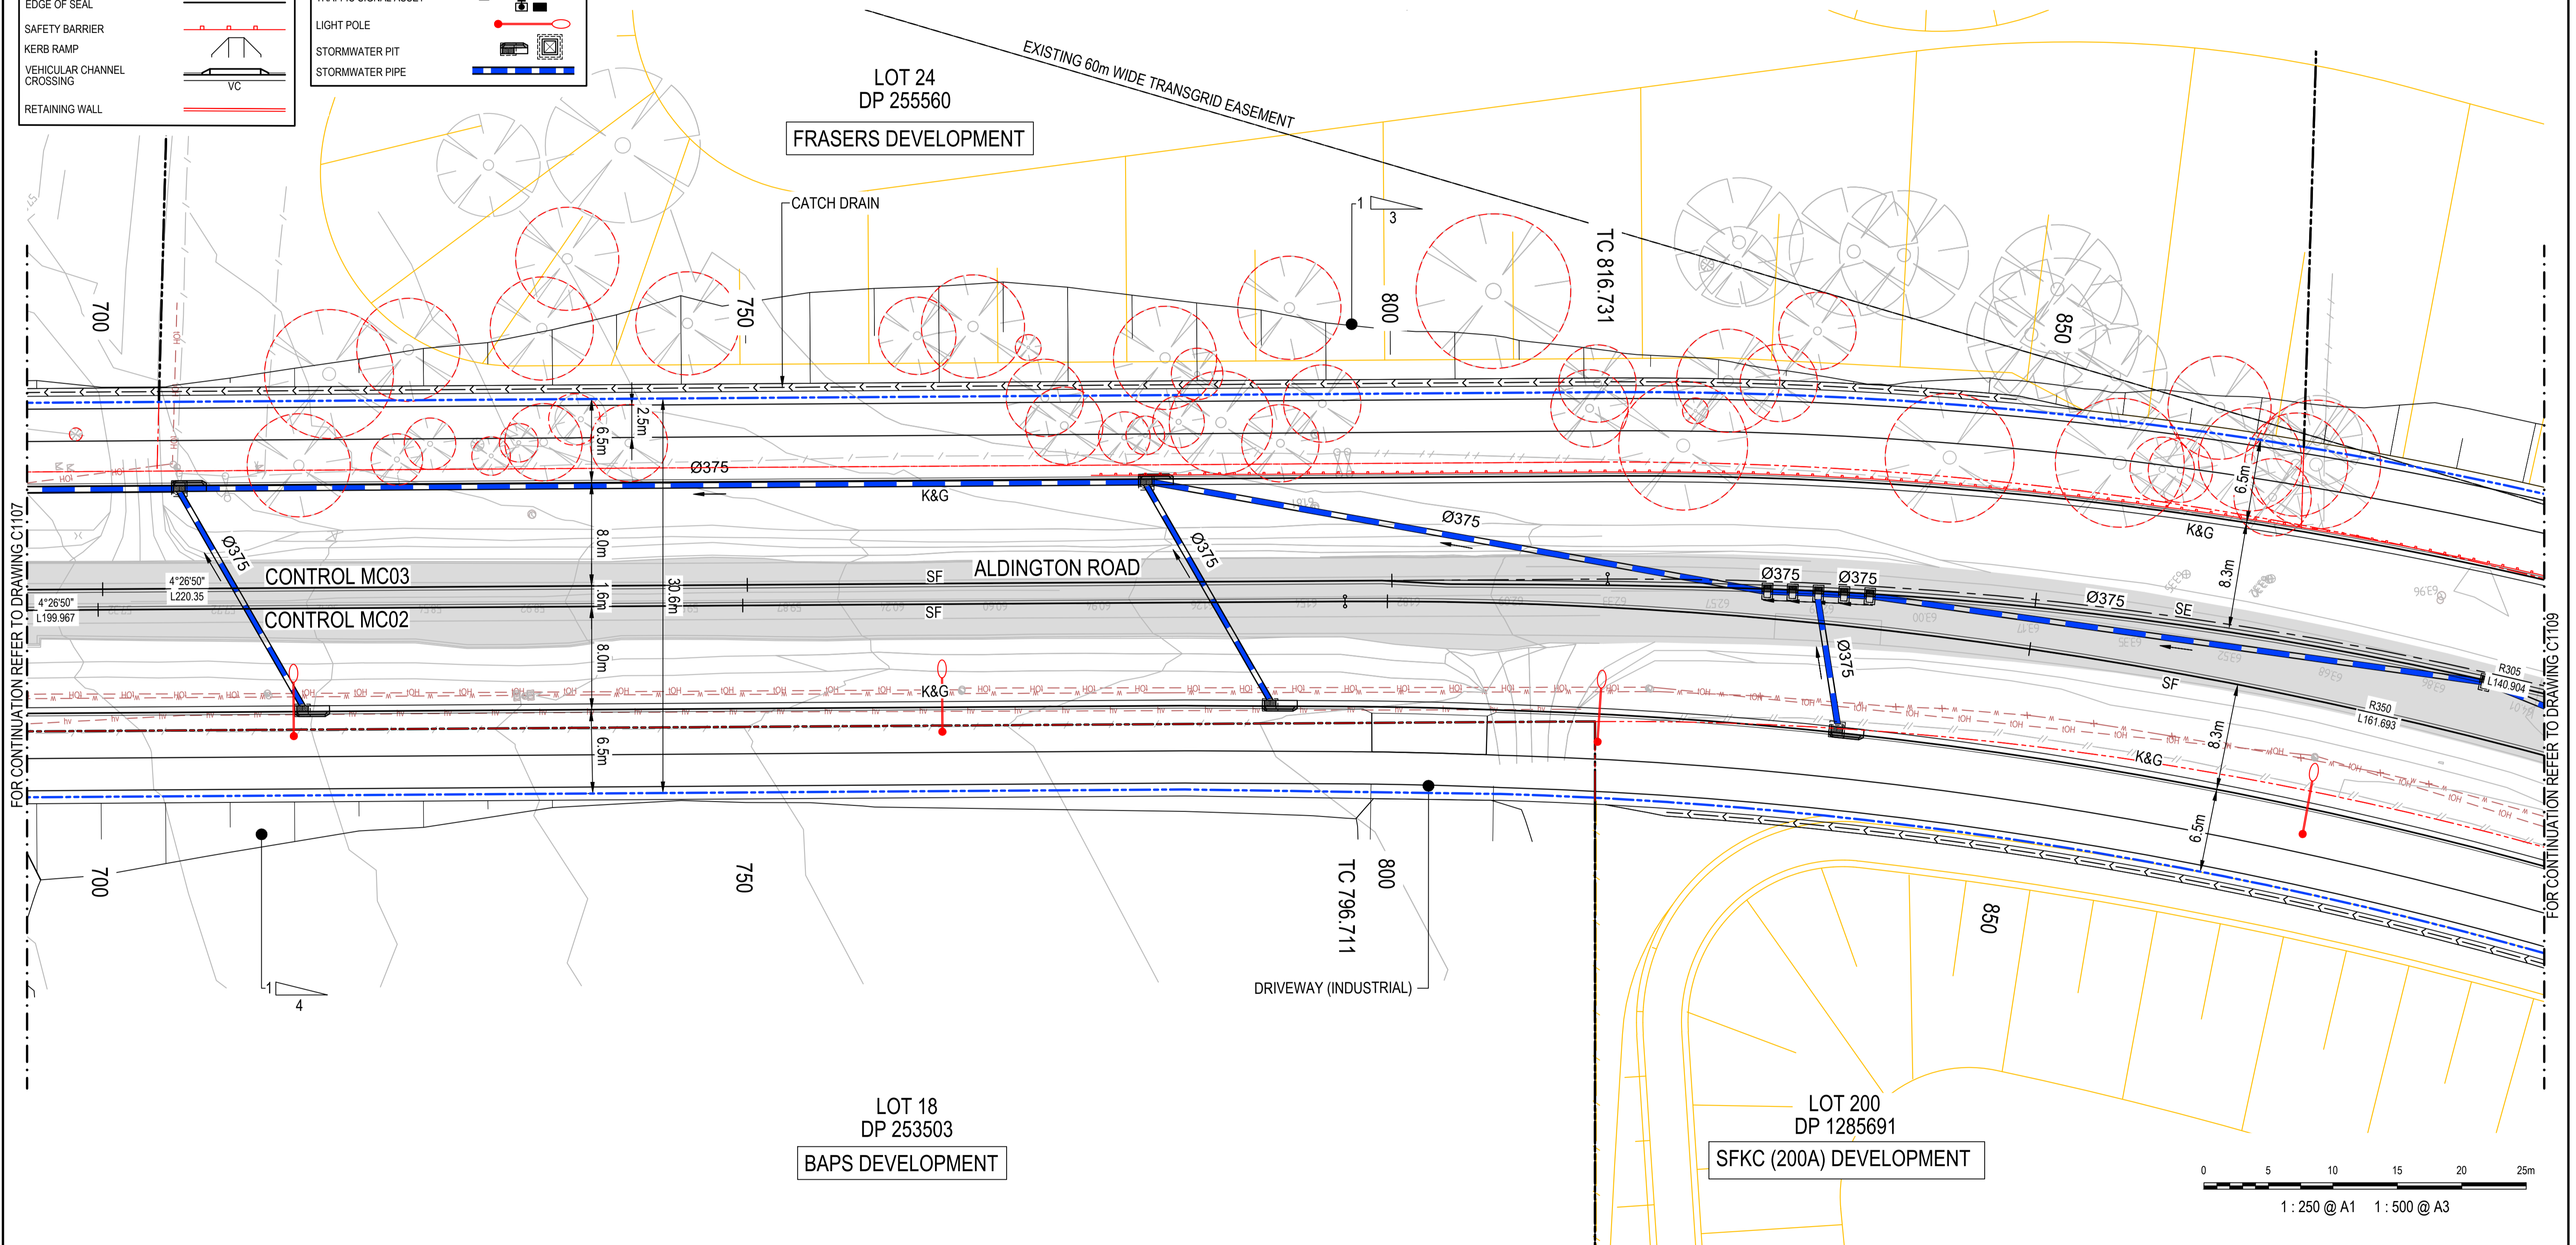 EDGE OF SEAL
SAFETY BARRIER
KERB RAMP
VEHICULAR CHANNEL
CROSSING
VC
RETAINING WALL
LIGHT POLE
STORMWATER PIT
STORMWATER PIPE
LOT 24
DP 255560
FRASERS DEVELOPMENT
EXISTING 60m WIDE TRANSGRID EASEMENT
CATCH DRAIN
1
3
TC 816.731
700
750
800
850
2.5m
6.5m
Ø375
K&G
6.5m
K&G
Ø375
Ø375
Ø375
8.0m
8.3m
ALDINGTON ROAD
SF
Ø375
Ø375
Ø375
SE
4°26'50"
L220.35
CONTROL MC03
1.6m
30.6m
4°26'50"
L199.967
CONTROL MC02
SF
8.0m
Ø375
SF
R305
L140.904
R350
L161.693
K&G
8.3m
K&G
6.5m
6.5m
FOR CONTINUATION REFER TO DRAWING C1107
FOR CONTINUATION REFER TO DRAWING C1109
700
750
TC 796.711
800
850
1
4
DRIVEWAY (INDUSTRIAL)
LOT 18
DP 253503
BAPS DEVELOPMENT
LOT 200
DP 1285691
SFKC (200A) DEVELOPMENT
0 5 10 15 20 25m
1 : 250 @ A1 1 : 500 @ A3